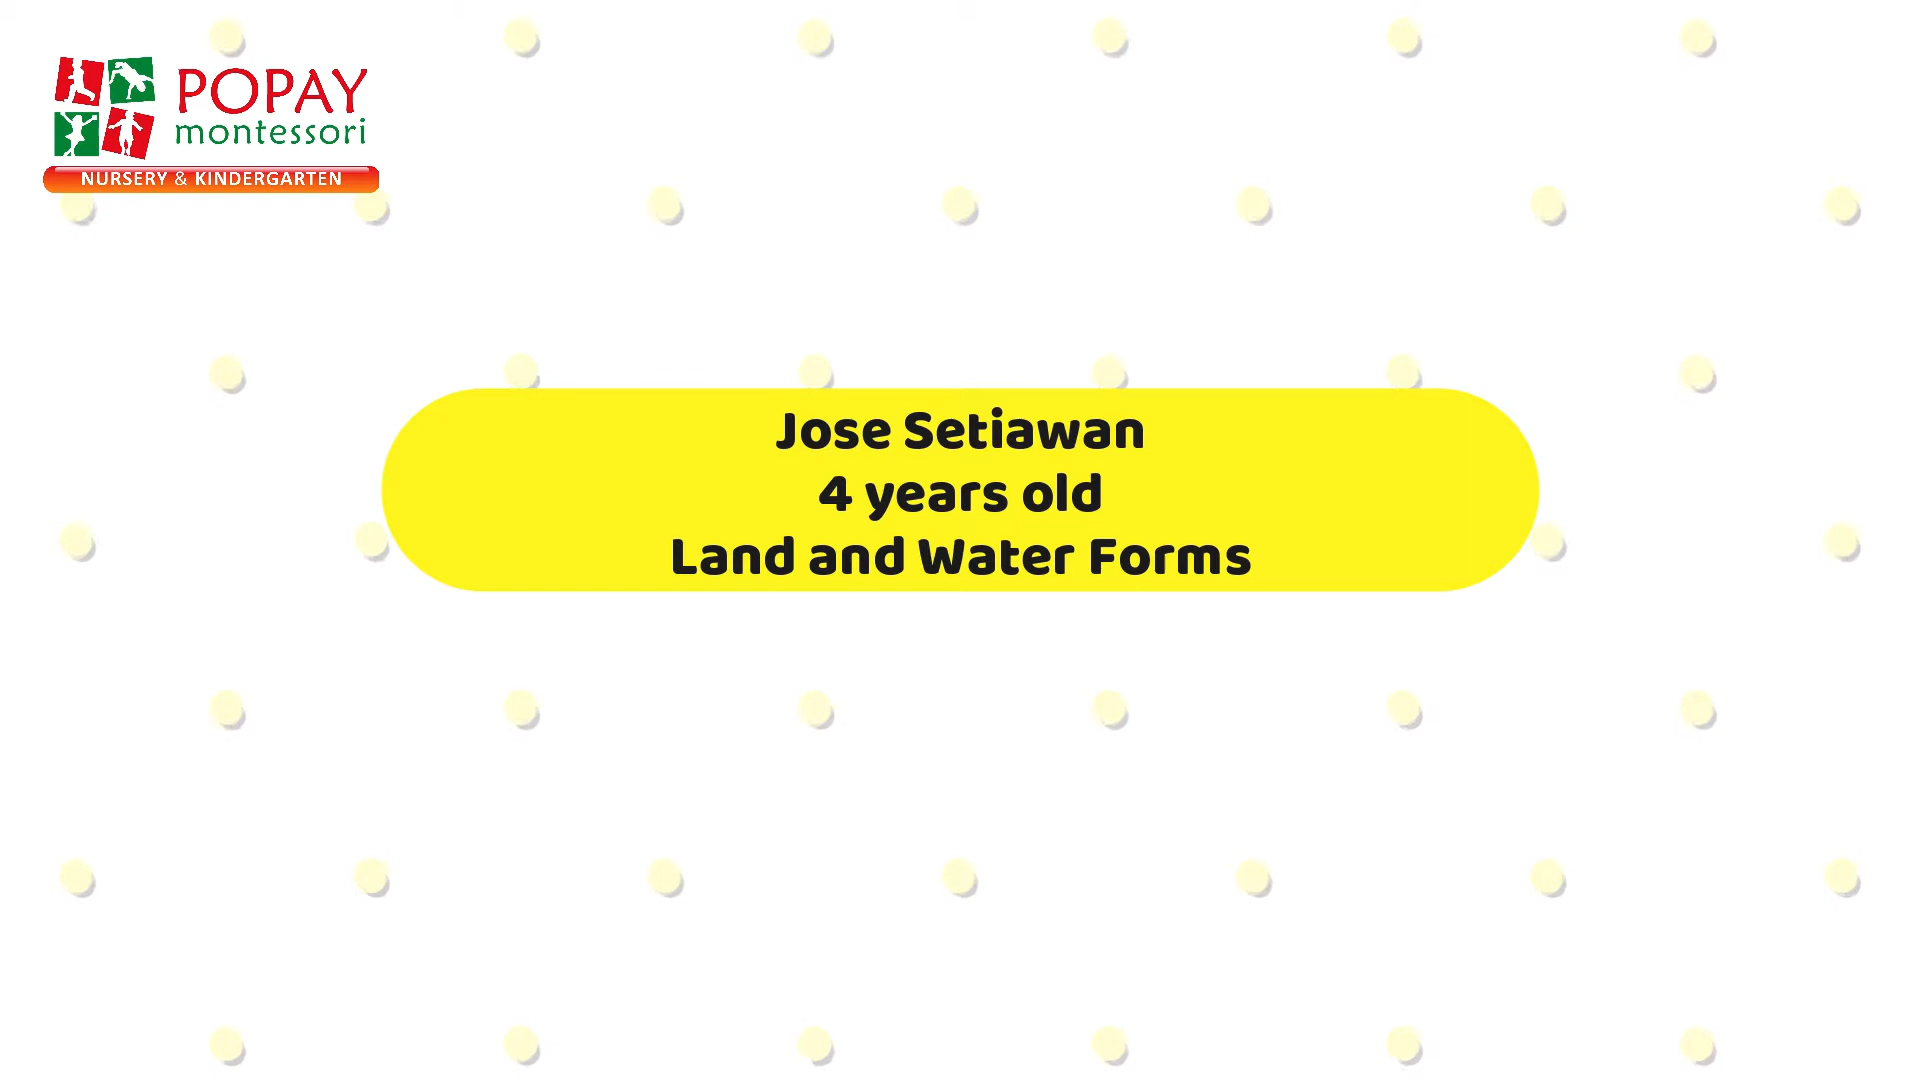 POPAY
montessori
NURSERY & KINDERGARTEN
Jose Setiawan
4 years old
Land and Water Forms